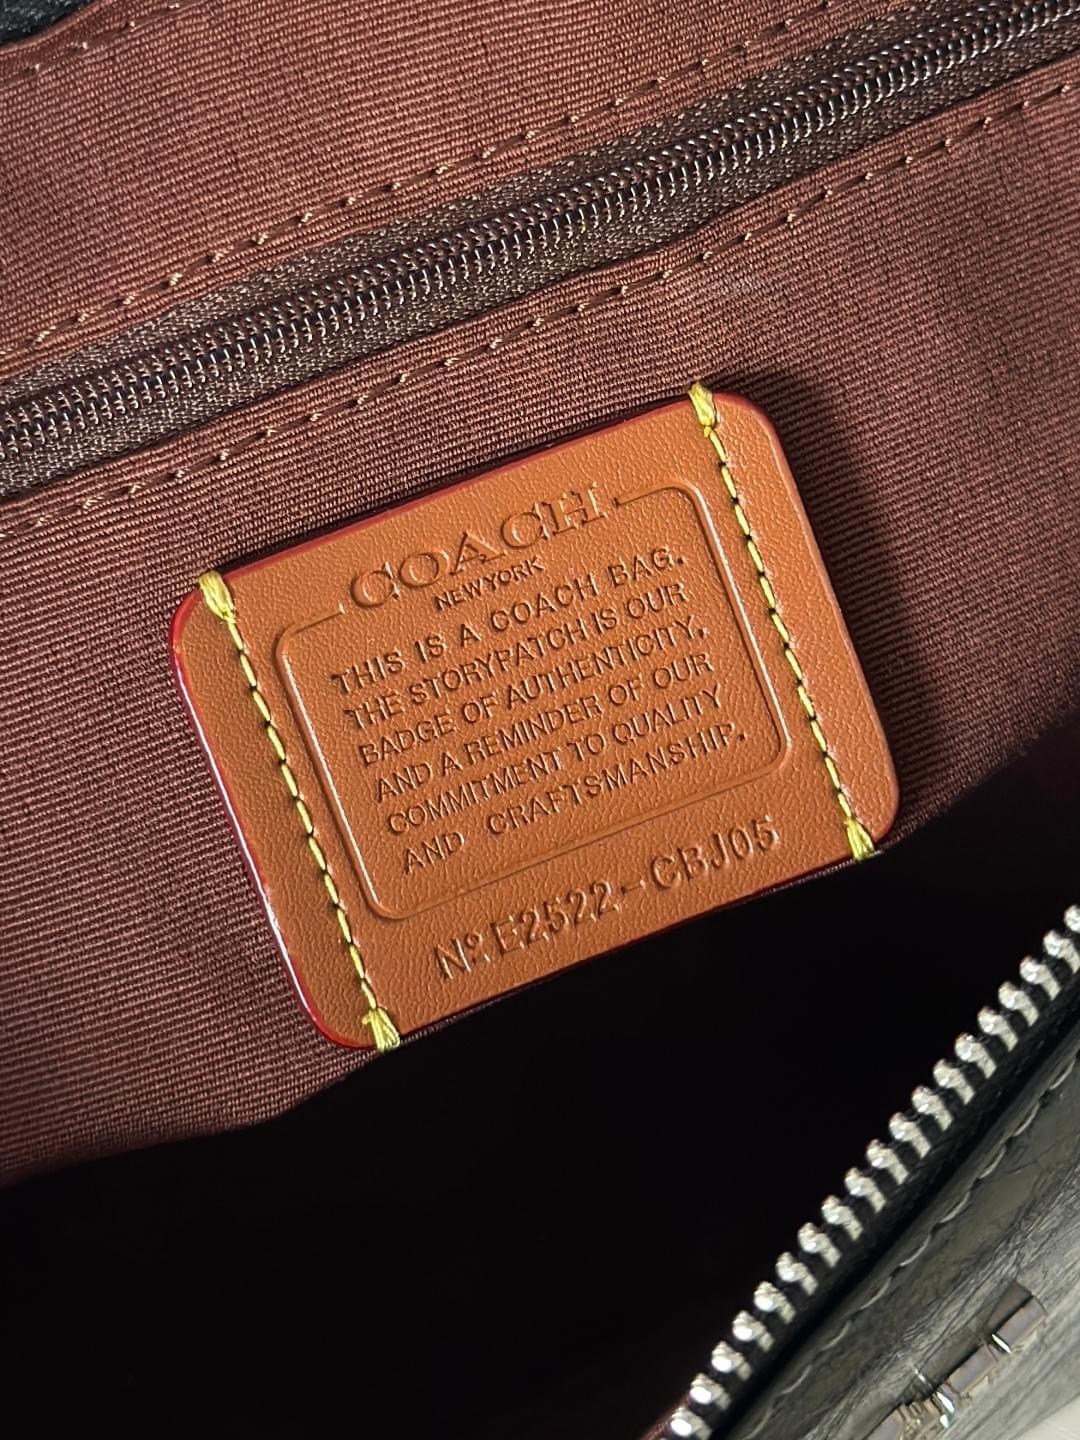 COACH
NEW YORK
THIS IS A COACH BAG.
THE STORYPATCH IS OUR
BADGE OF AUTHENTICITY,
AND A REMINDER OF OUR
COMMITMENT TO QUALITY
AND CRAFTSMANSHIP.
Nº. E2522-CBJ05